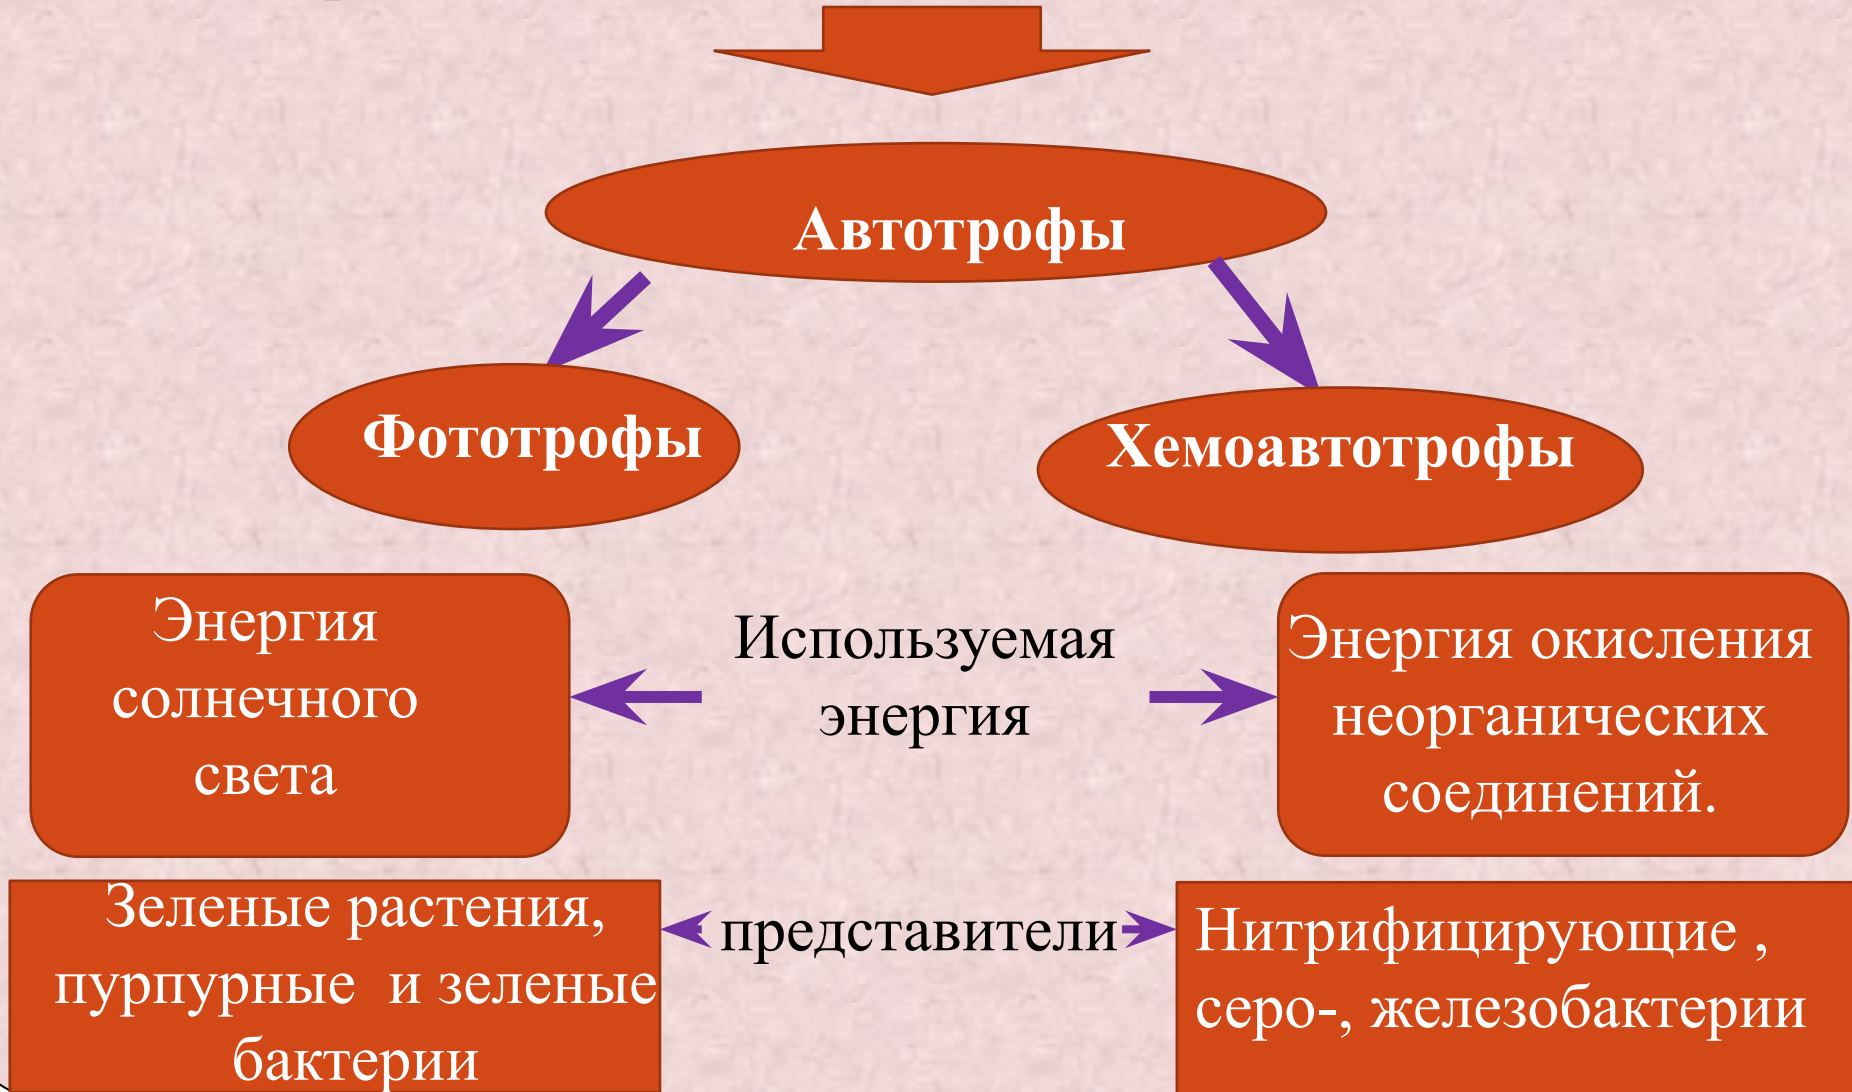 Автотрофы
Фототрофы
Хемоавтотрофы
Энергия
солнечного
света
Используемая
энергия
Энергия окисления
неорганических
соединений.
Зеленые растения,
пурпурные и зеленые
бактерии
представители
Нитрифицирующие ,
серо-, железобактерии